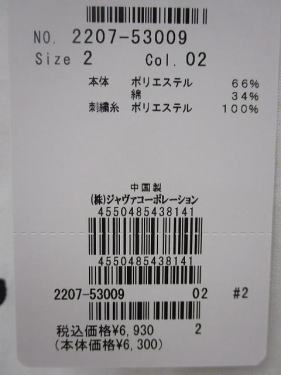 NO. 2207-53009
Size 2 Col. 02
本体 ポリエステル 66%
綿 34%
刺繍糸 ポリエステル 100%
中国製
(株)ジャヴァコーポレーション
4550485438141
4550485438141
2207-53009 02 #2
税込価格¥6,930 2
(本体価格¥6,300)